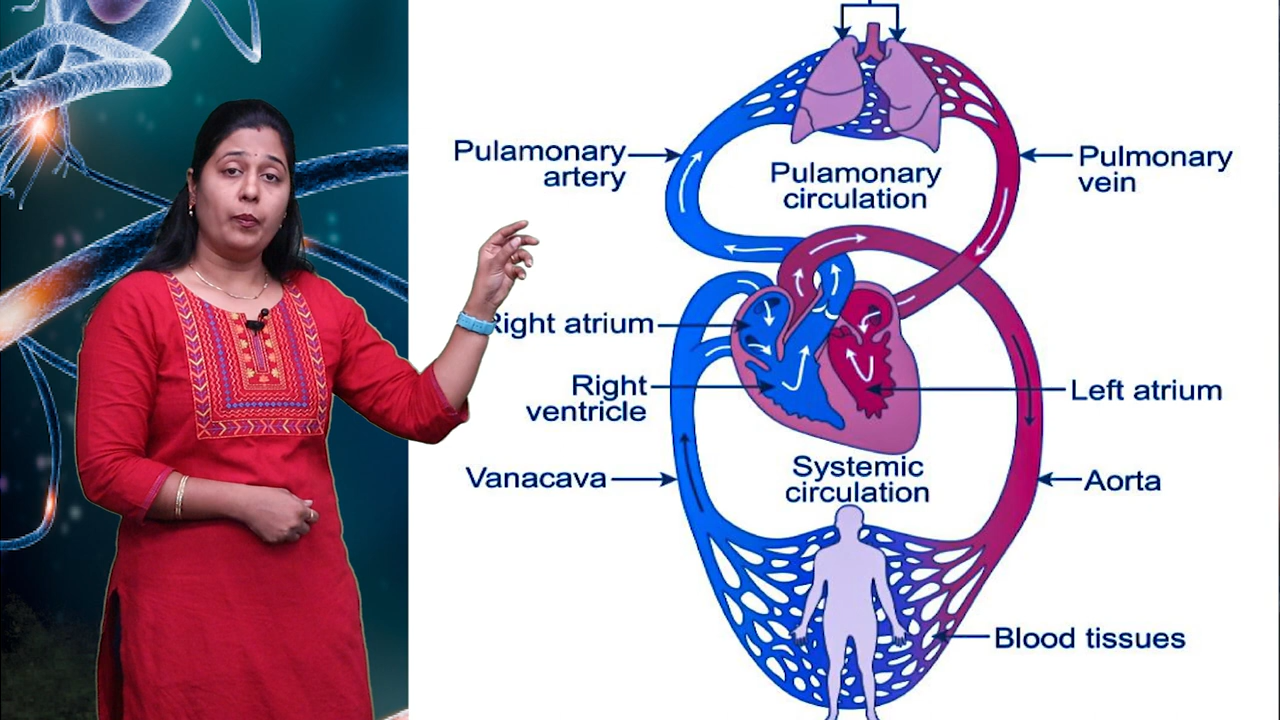 Pulamonary
artery
Pulamonary
circulation
Pulmonary
vein
Right atrium
Right
ventricle
Left atrium
Vanacava
Systemic
circulation
Aorta
Blood tissues